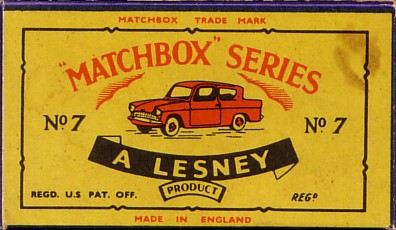 MATCHBOX TRADE MARK
"MATCHBOX" SERIES
Nº 7 Nº 7
A LESNEY
PRODUCT
REGD. U.S PAT. OFF. REGᴰ
MADE IN ENGLAND